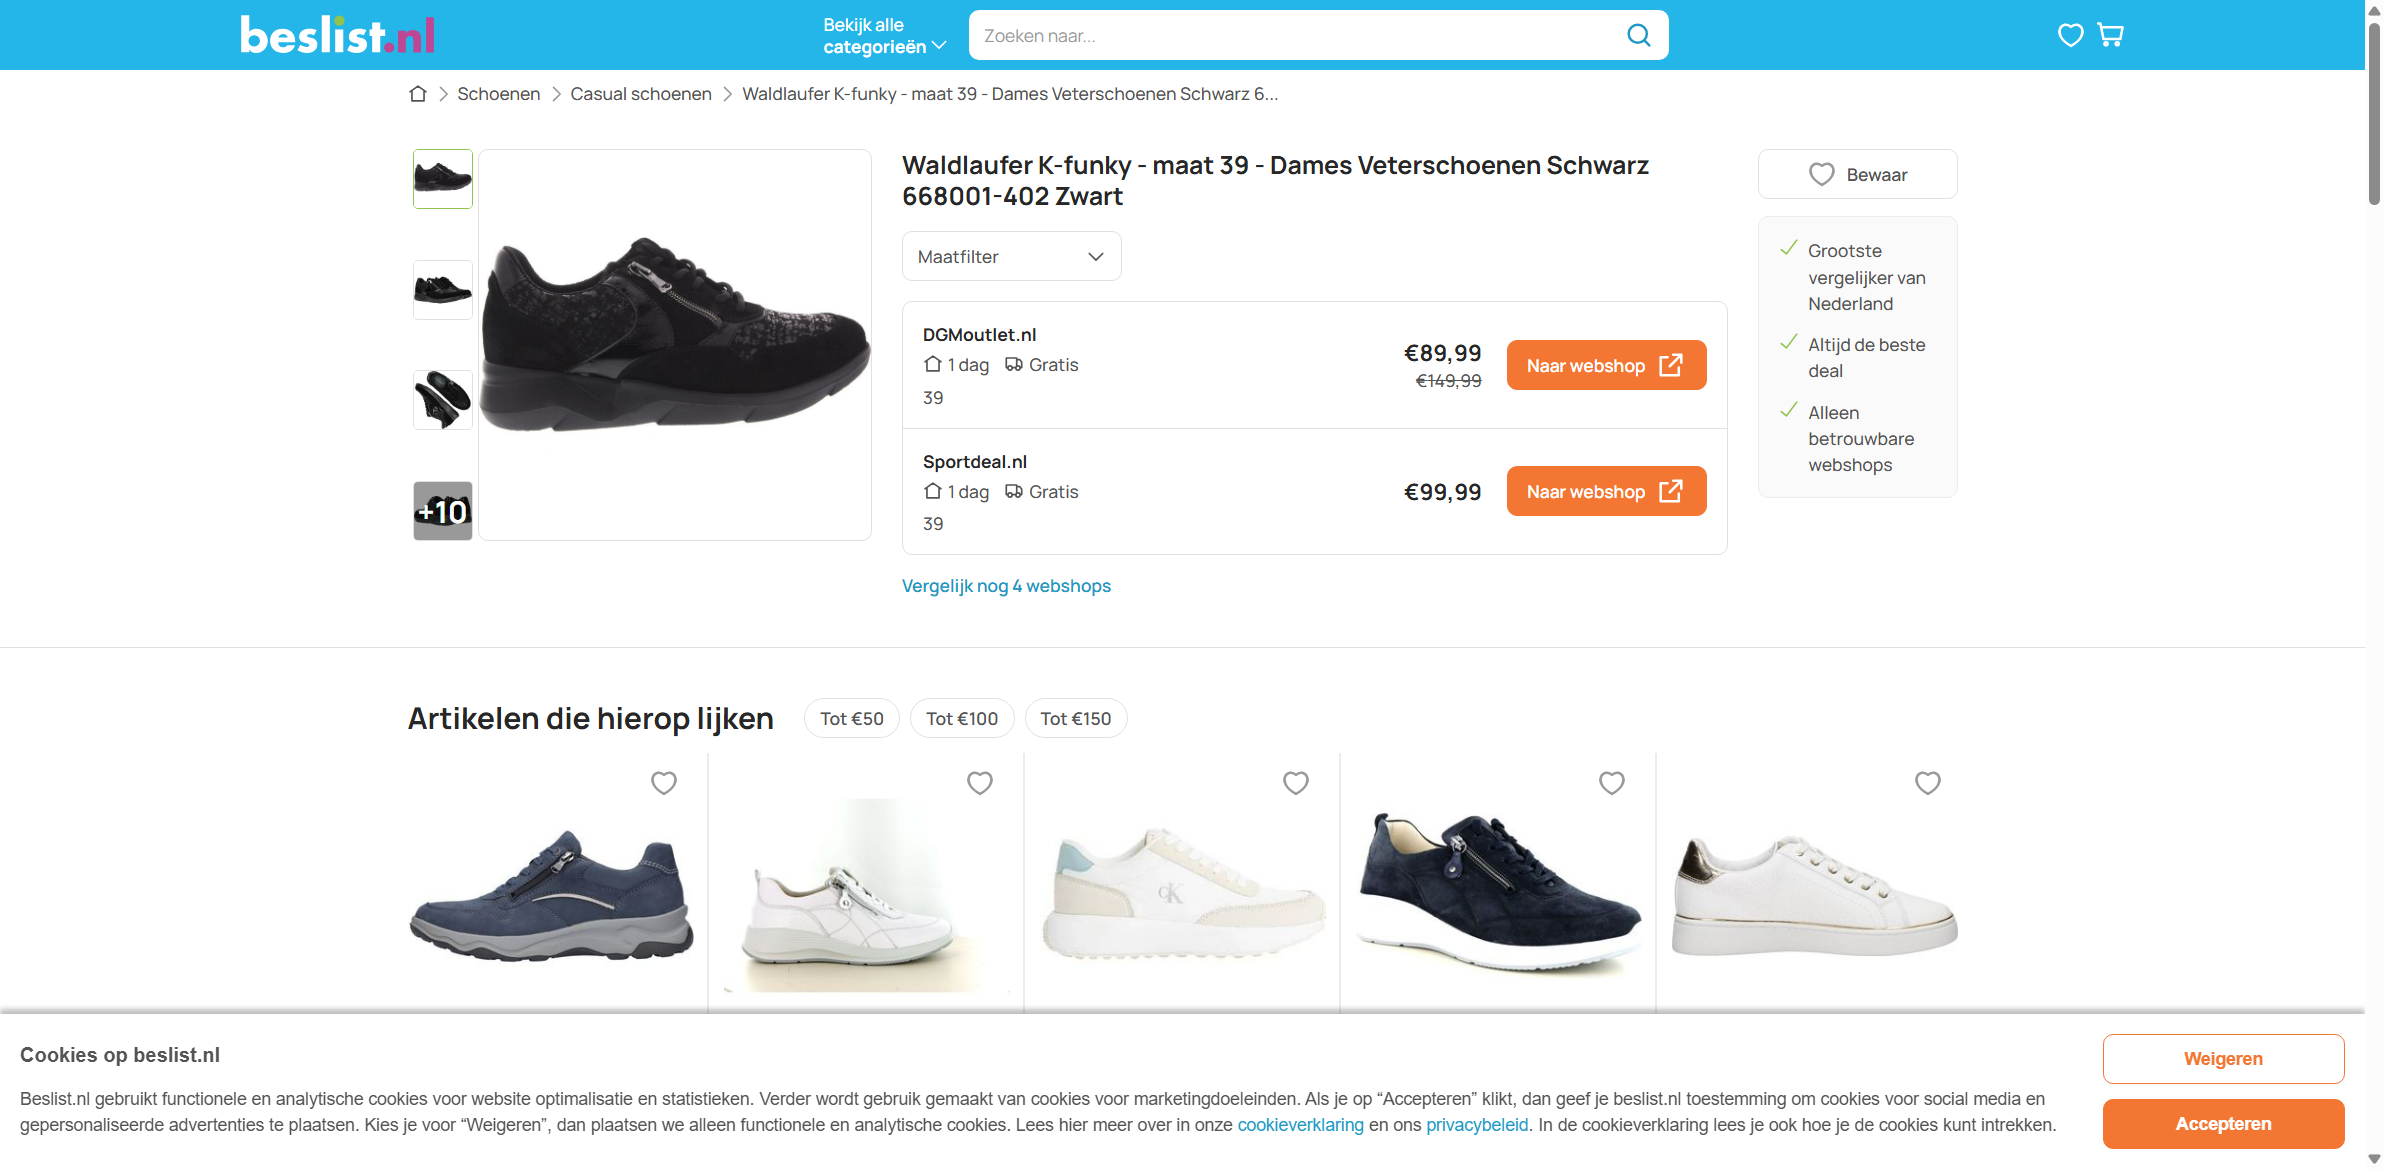 beslist.nl
Bekijk alle
categorieën
Zoeken naar...
Schoenen
Casual schoenen
Waldlaufer K-funky - maat 39 - Dames Veterschoenen Schwarz 6...
Waldlaufer K-funky - maat 39 - Dames Veterschoenen Schwarz
668001-402 Zwart
Bewaar
Maatfilter
DGMoutlet.nl
1 dag Gratis
39
€89,99
€149,99
Naar webshop
Sportdeal.nl
1 dag Gratis
39
€99,99
Naar webshop
Vergelijk nog 4 webshops
+10
Grootste
vergelijker van
Nederland
Altijd de beste
deal
Alleen
betrouwbare
webshops
Artikelen die hierop lijken
Tot €50
Tot €100
Tot €150
cK
Cookies op beslist.nl
Beslist.nl gebruikt functionele en analytische cookies voor website optimalisatie en statistieken. Verder wordt gebruik gemaakt van cookies voor marketingdoeleinden. Als je op “Accepteren” klikt, dan geef je beslist.nl toestemming om cookies voor social media en
gepersonaliseerde advertenties te plaatsen. Kies je voor “Weigeren”, dan plaatsen we alleen functionele en analytische cookies. Lees hier meer over in onze cookieverklaring en ons privacybeleid. In de cookieverklaring lees je ook hoe je de cookies kunt intrekken.
Weigeren
Accepteren